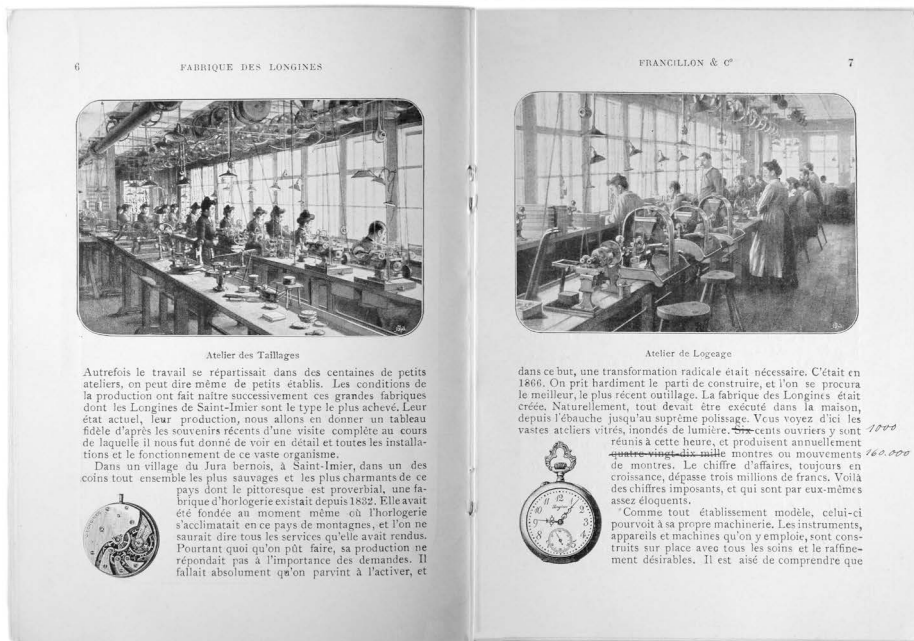 6
FABRIQUE DES LONGINES
Atelier des Taillages
Autrefois le travail se répartissait dans des centaines de petits
ateliers, on peut dire même de petits établis. Les conditions de
la production ont fait naître successivement ces grandes fabriques
dont les Longines de Saint-Imier sont le type le plus achevé. Leur
état actuel, leur production, nous allons en donner un tableau
fidèle d'après les souvenirs récents d'une visite complète au cours
de laquelle il nous fut donné de voir en détail et toutes les installa-
tions et le fonctionnement de ce vaste organisme.
Dans un village du Jura bernois, à Saint-Imier, dans un des
coins tout ensemble les plus sauvages et les plus charmants de ce
pays dont le pittoresque est proverbial, une fa-
brique d'horlogerie existait depuis 1832. Elle avait
été fondée au moment même où l'horlogerie
s'acclimatait en ce pays de montagnes, et l'on ne
saurait dire tous les services qu'elle avait rendus.
Pourtant quoi qu'on pût faire, sa production ne
répondait pas à l'importance des demandes. Il
fallait absolument qu'on parvint à l'activer, et
FRANCILLON & Cº
7
Atelier de Logeage
dans ce but, une transformation radicale était nécessaire. C'était en
1866. On prit hardiment le parti de construire, et l'on se procura
le meilleur, le plus récent outillage. La fabrique des Longines était
créée. Naturellement, tout devait être exécuté dans la maison,
depuis l'ébauche jusqu'au suprême polissage. Vous voyez d'ici les
vastes ateliers vitrés, inondés de lumière. Six cents ouvriers y sont 1000
réunis à cette heure, et produisent annuellement
quatre-vingt-dix mille montres ou mouvements 160.000
de montres. Le chiffre d'affaires, toujours en
croissance, dépasse trois millions de francs. Voilà
des chiffres imposants, et qui sont par eux-mêmes
assez éloquents.
Comme tout établissement modèle, celui-ci
pourvoit à sa propre machinerie. Les instruments,
appareils et machines qu'on y emploie, sont cons-
truits sur place avec tous les soins et le raffine-
ment désirables. Il est aisé de comprendre que